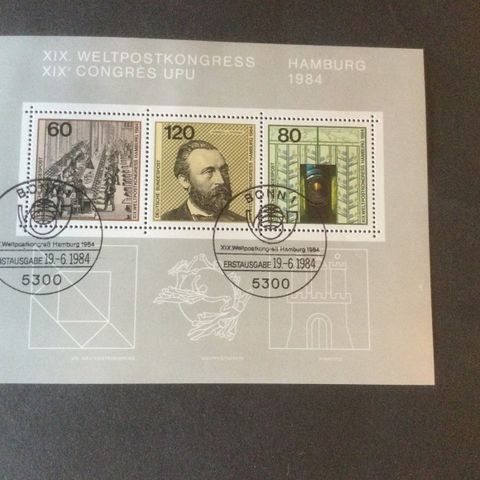 XIX. WELTPOSTKONGRESS
XIXᵉ CONGRÈS UPU
HAMBURG
1984
60
120
80
DEUTSCHE BUNDESPOST
BONN 1
XIX.Weltpostkongreß Hamburg 1984
ERSTAUSGABE 19.-6.1984
5300
BONN 1
XIX.Weltpostkongreß Hamburg 1984
ERSTAUSGABE 19.-6.1984
5300